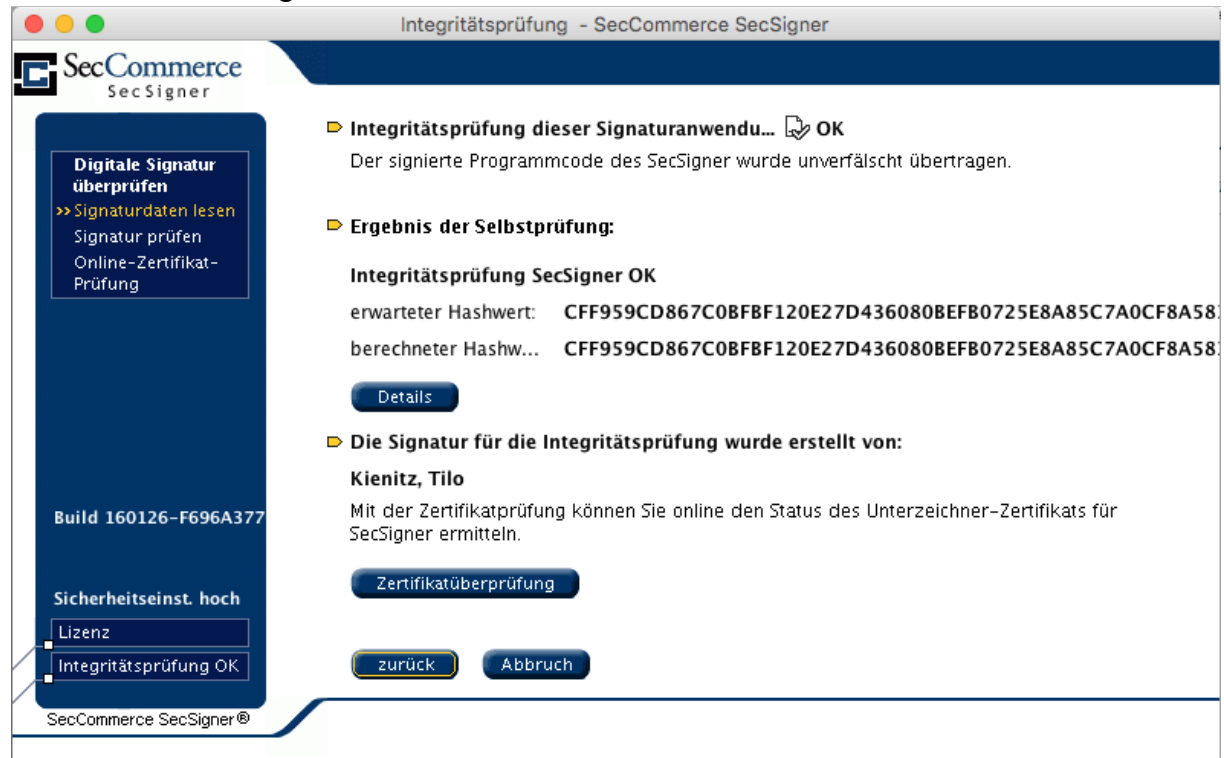 Integritätsprüfung - SecCommerce SecSigner
SecCommerce
SecSigner
Digitale Signatur
überprüfen
>> Signaturdaten lesen
Signatur prüfen
Online-Zertifikat-
Prüfung
Build 160126-F696A377
Sicherheitseinst. hoch
Lizenz
Integritätsprüfung OK
SecCommerce SecSigner®
Integritätsprüfung dieser Signaturanwendu... OK
Der signierte Programmcode des SecSigner wurde unverfälscht übertragen.
Ergebnis der Selbstprüfung:
Integritätsprüfung SecSigner OK
erwarteter Hashwert: CFF959CD867C0BFBF120E27D436080BEFB0725E8A85C7A0CF8A58
berechneter Hashw... CFF959CD867C0BFBF120E27D436080BEFB0725E8A85C7A0CF8A58
Details
Die Signatur für die Integritätsprüfung wurde erstellt von:
Kienitz, Tilo
Mit der Zertifikatprüfung können Sie online den Status des Unterzeichner-Zertifikats für
SecSigner ermitteln.
Zertifikatüberprüfung
zurück Abbruch